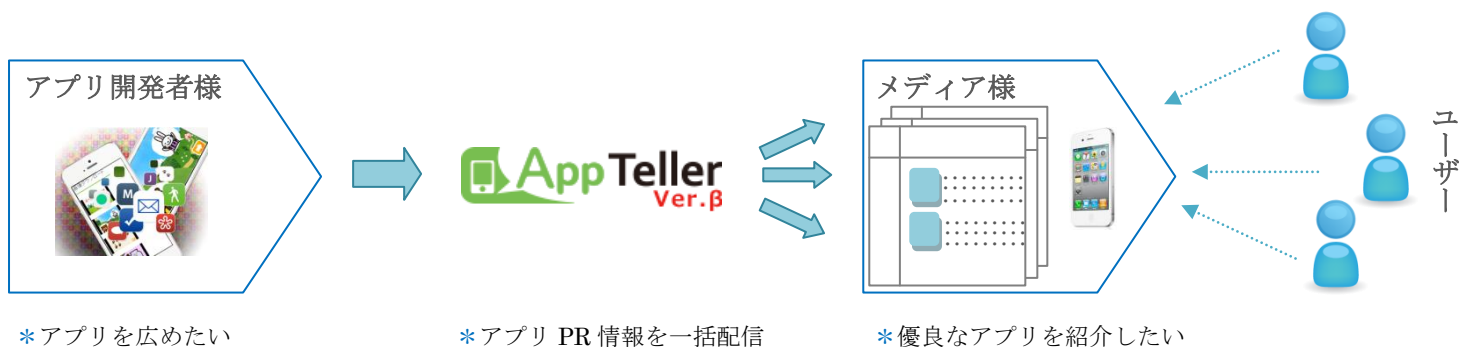 アプリ開発者様
App Teller
Ver.β
メディア様
ユーザー
M
J
＊アプリを広めたい
＊アプリ PR 情報を一括配信
＊優良なアプリを紹介したい